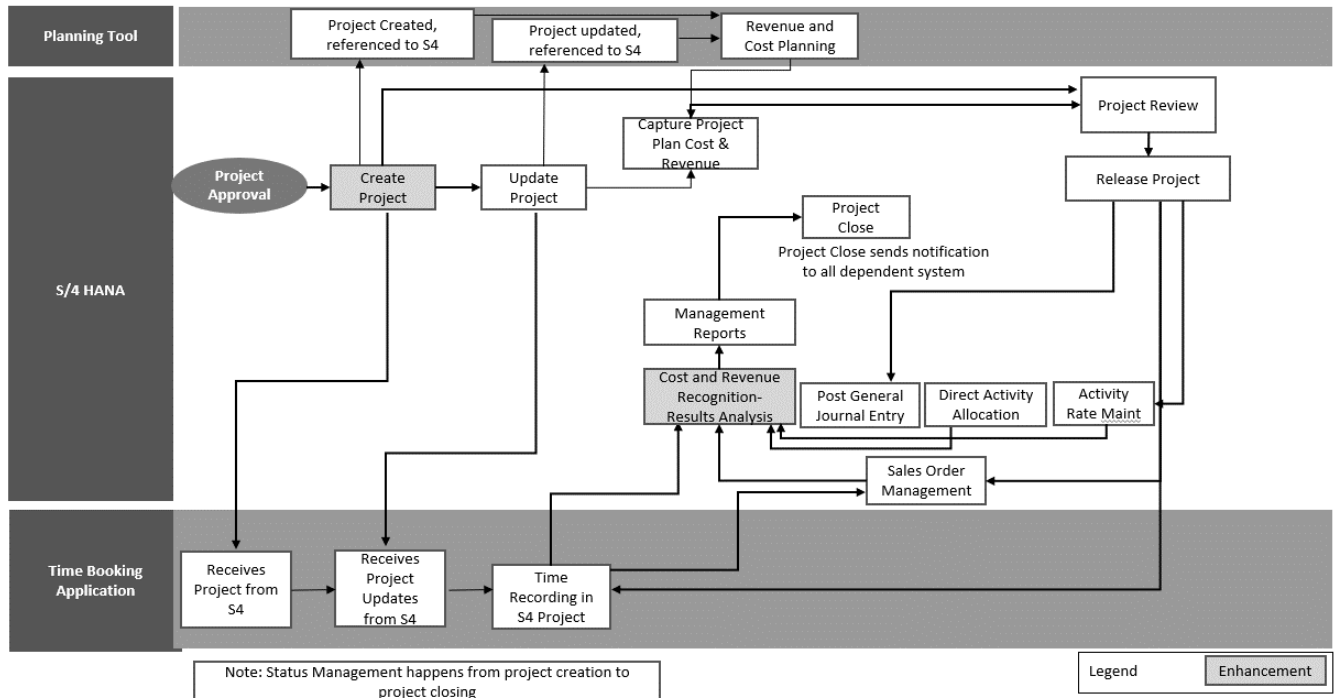 Planning Tool
Project Created,
referenced to S4
Project updated,
referenced to S4
Revenue and
Cost Planning
S/4 HANA
Project
Approval
Create
Project
Update
Project
Capture Project
Plan Cost &
Revenue
Project Review
Release Project
Project
Close
Project Close sends notification
to all dependent system
Management
Reports
Cost and Revenue
Recognition-
Results Analysis
Post General
Journal Entry
Direct Activity
Allocation
Activity
Rate Maint
Sales Order
Management
Time Booking
Application
Receives
Project from
S4
Receives
Project
Updates
from S4
Time
Recording in
S4 Project
Note: Status Management happens from project creation to
project closing
Legend
Enhancement